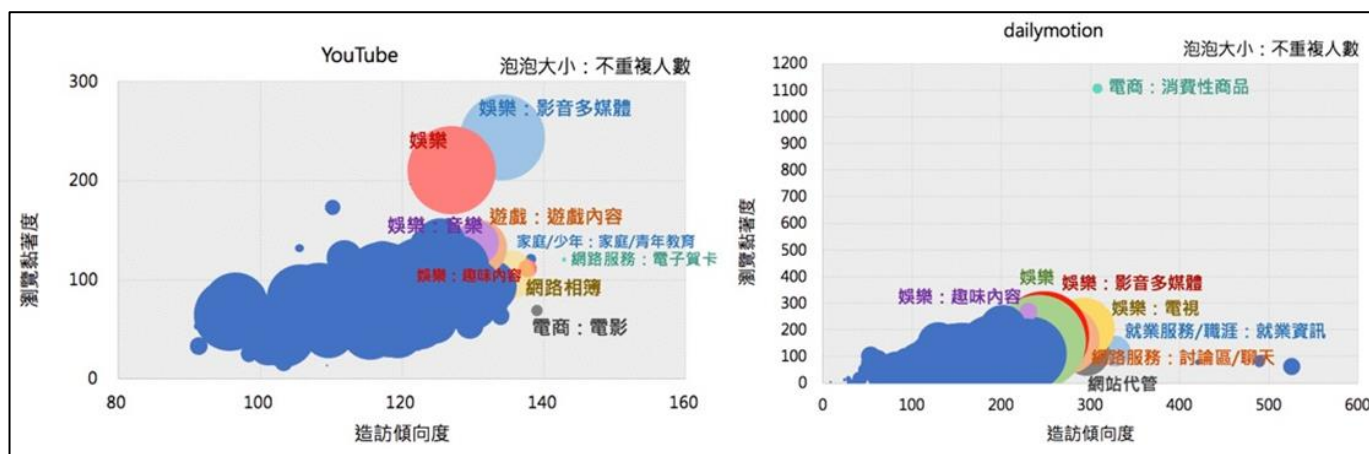 YouTube
泡泡大小：不重複人數
300
200
100
0
80
100
120
140
160
瀏覽黏著度
造訪傾向度
娛樂：影音多媒體
娛樂
娛樂：音樂
遊戲：遊戲內容
家庭/少年：家庭/青年教育
網路服務：電子賀卡
娛樂：趣味內容
網路相簿
電商：電影
dailymotion
泡泡大小：不重複人數
1200
1100
1000
900
800
700
600
500
400
300
200
100
0
0
100
200
300
400
500
600
瀏覽黏著度
造訪傾向度
電商：消費性商品
娛樂
娛樂：影音多媒體
娛樂：趣味內容
娛樂：電視
就業服務/職涯：就業資訊
網路服務：討論區/聊天
網站代管